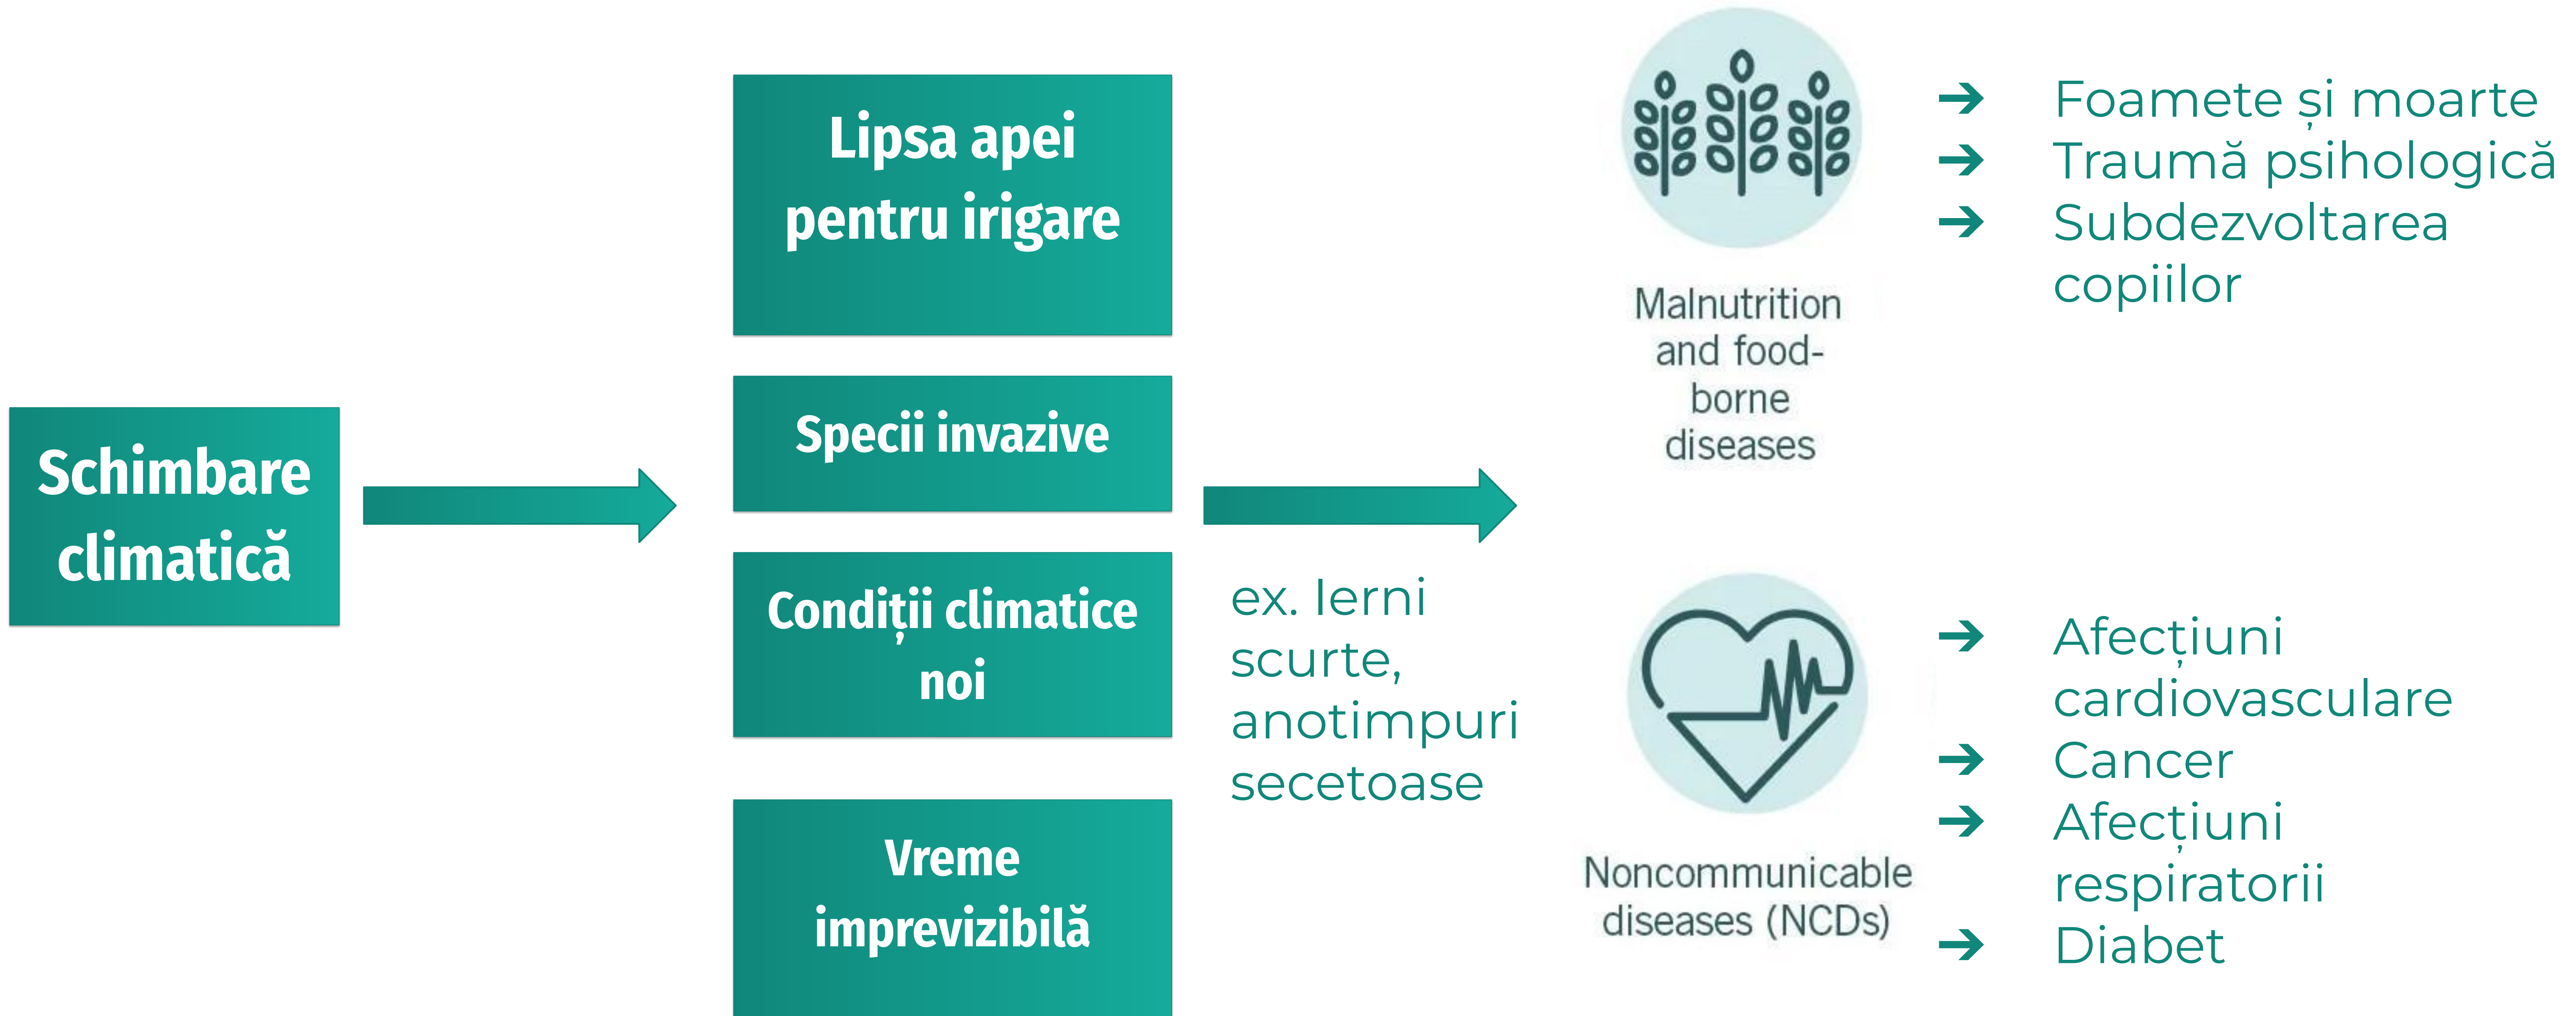 Schimbare
climatică
Lipsa apei
pentru irigare
Specii invazive
Condiții climatice
noi
Vreme
imprevizibilă
ex. Ierni
scurte,
anotimpuri
secetoase
Malnutrition
and food-
borne
diseases
➔ Foamete și moarte
➔ Traumă psihologică
➔ Subdezvoltarea
copiilor
Noncommunicable
diseases (NCDs)
➔ Afecțiuni
cardiovasculare
➔ Cancer
➔ Afecțiuni
respiratorii
➔ Diabet